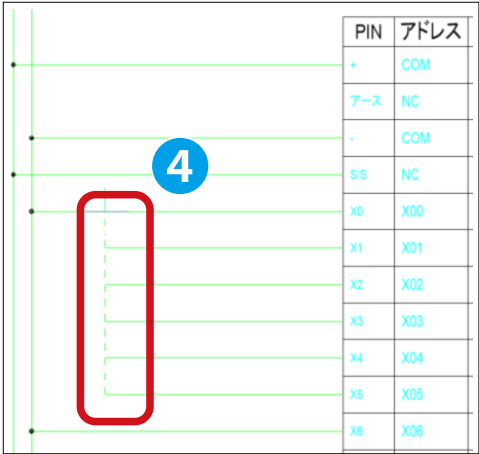 PIN アドレス
+ COM
アース NC
- COM
4
S/S NC
X0 X00
X1 X01
X2 X02
X3 X03
X4 X04
X5 X05
X6 X06